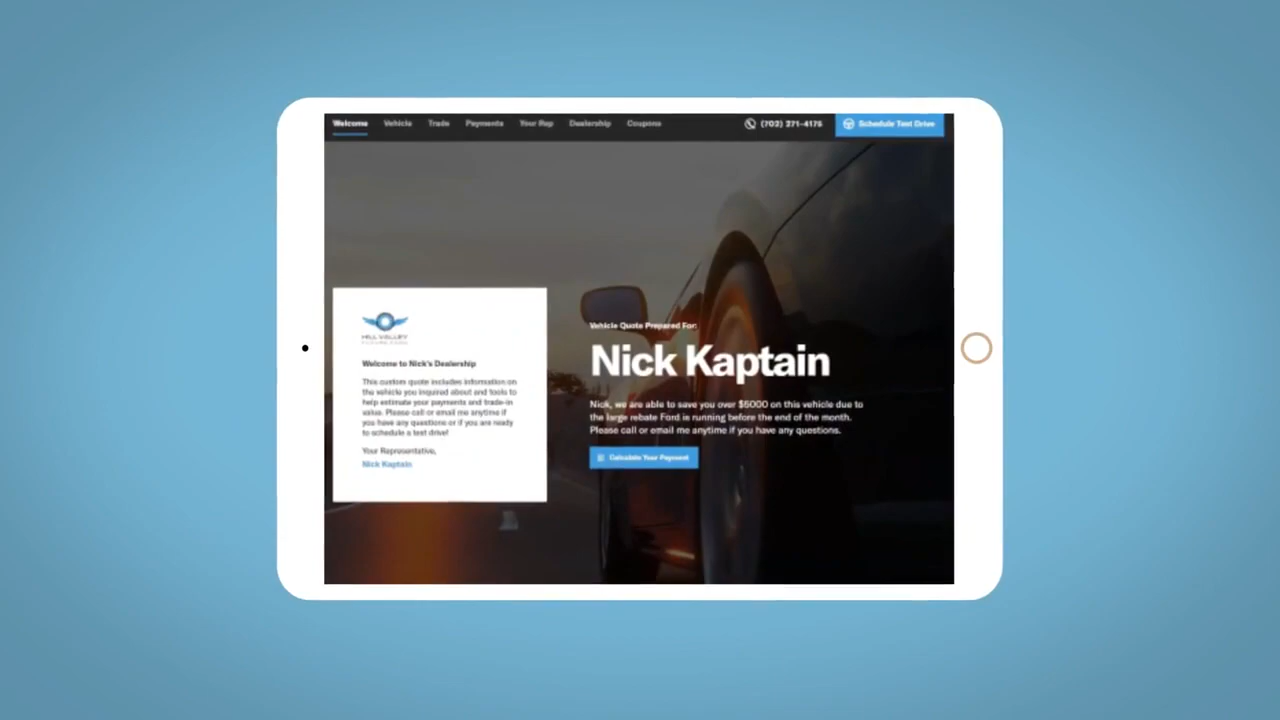 Welcome Vehicle Trade Payments Your Rep Dealership Coupons (702) 271-4175 Schedule Test Drive
HILL VALLEY
Welcome to Nick's Dealership
This custom quote includes information on
the vehicle you inquired about and tools to
help estimate your payments and trade-in
value. Please call or email me anytime if
you have any questions or if you are ready
to schedule a test drive!
Your Representative,
Nick Kaptain
Vehicle Quote Prepared For:
Nick Kaptain
Nick, we are able to save you over $5000 on this vehicle due to
the large rebate Ford is running before the end of the month.
Please call or email me anytime if you have any questions.
Calculate Your Payment